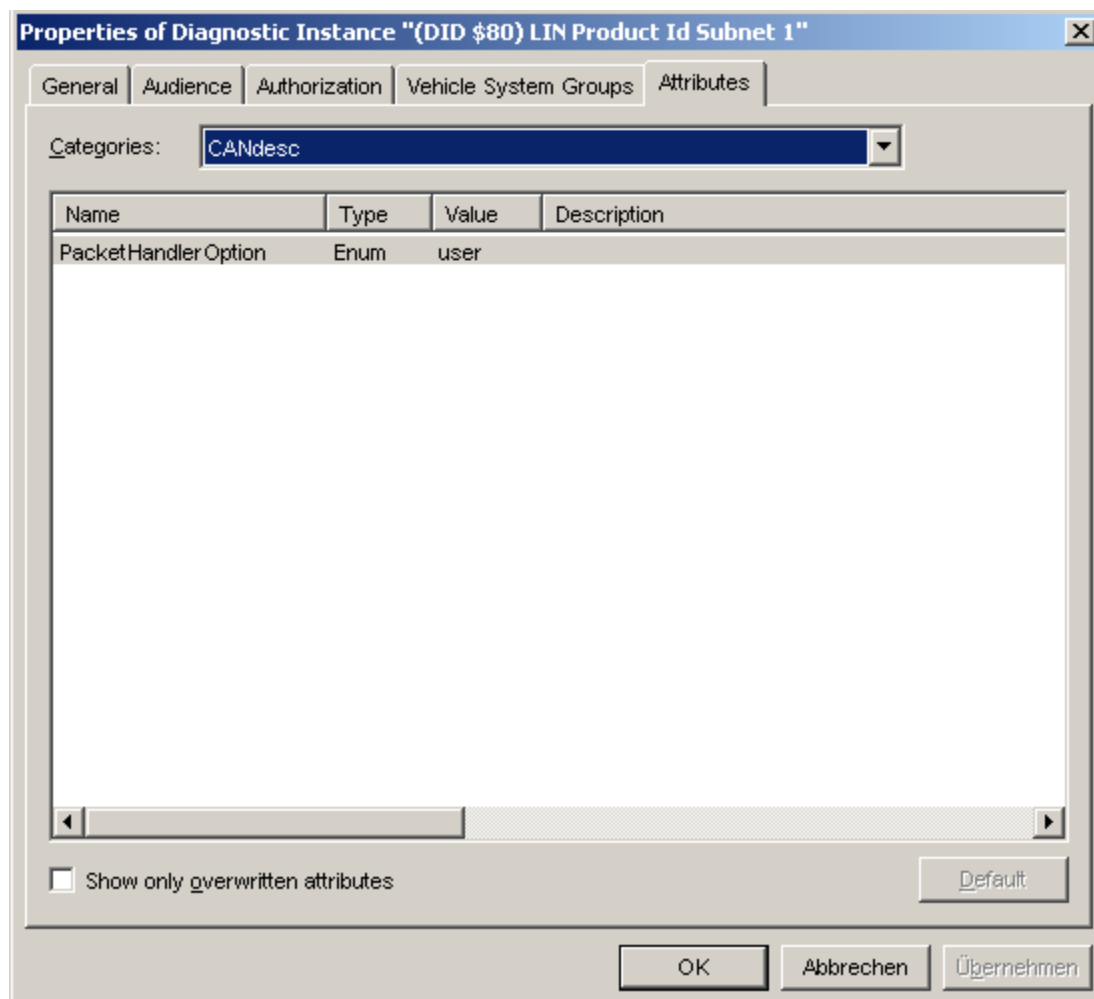 Properties of Diagnostic Instance "(DID $80) LIN Product Id Subnet 1"
General Audience Authorization Vehicle System Groups Attributes
Categories: CANdesc
Name Type Value Description
PacketHandlerOption Enum user
Show only overwritten attributes Default
OK Abbrechen Übernehmen